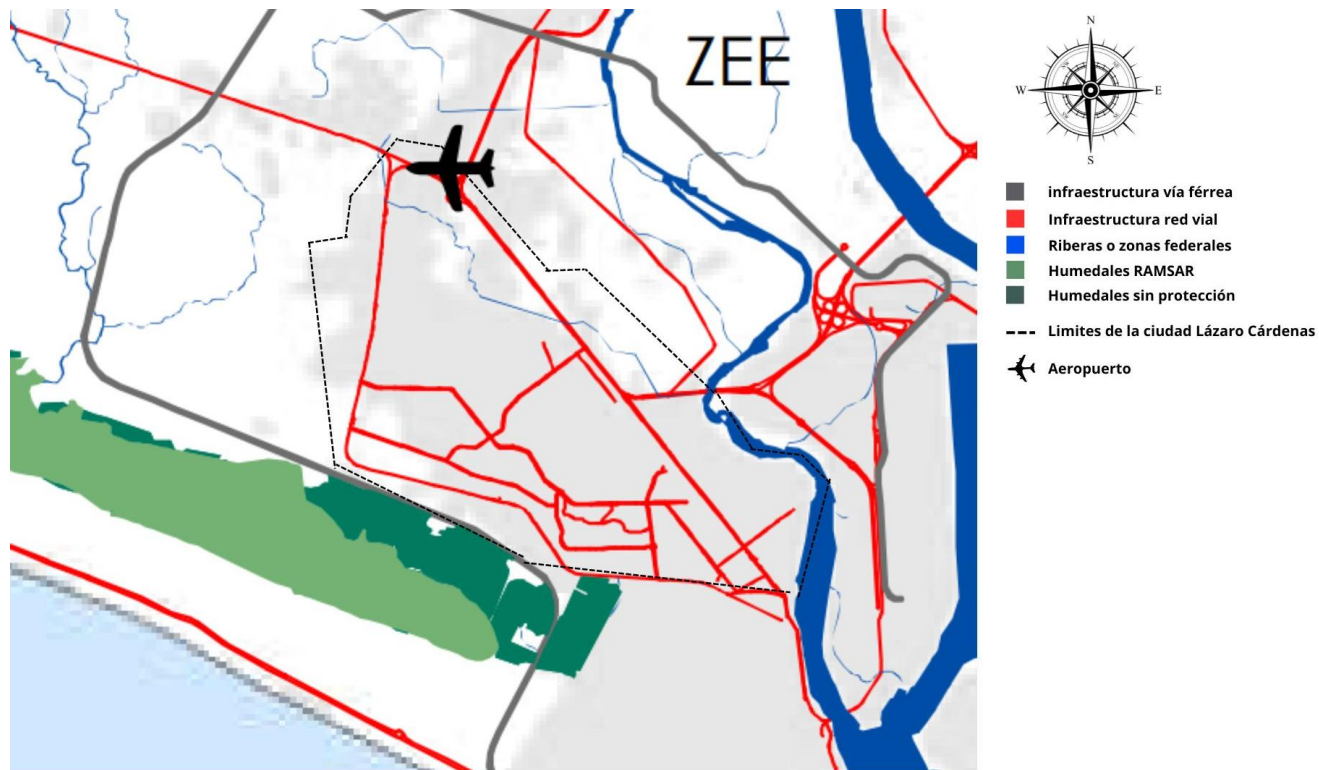 ZEE
N
W
E
S
infraestructura vía férrea
Infraestructura red vial
Riberas o zonas federales
Humedales RAMSAR
Humedales sin protección
Limites de la ciudad Lázaro Cárdenas
Aeropuerto